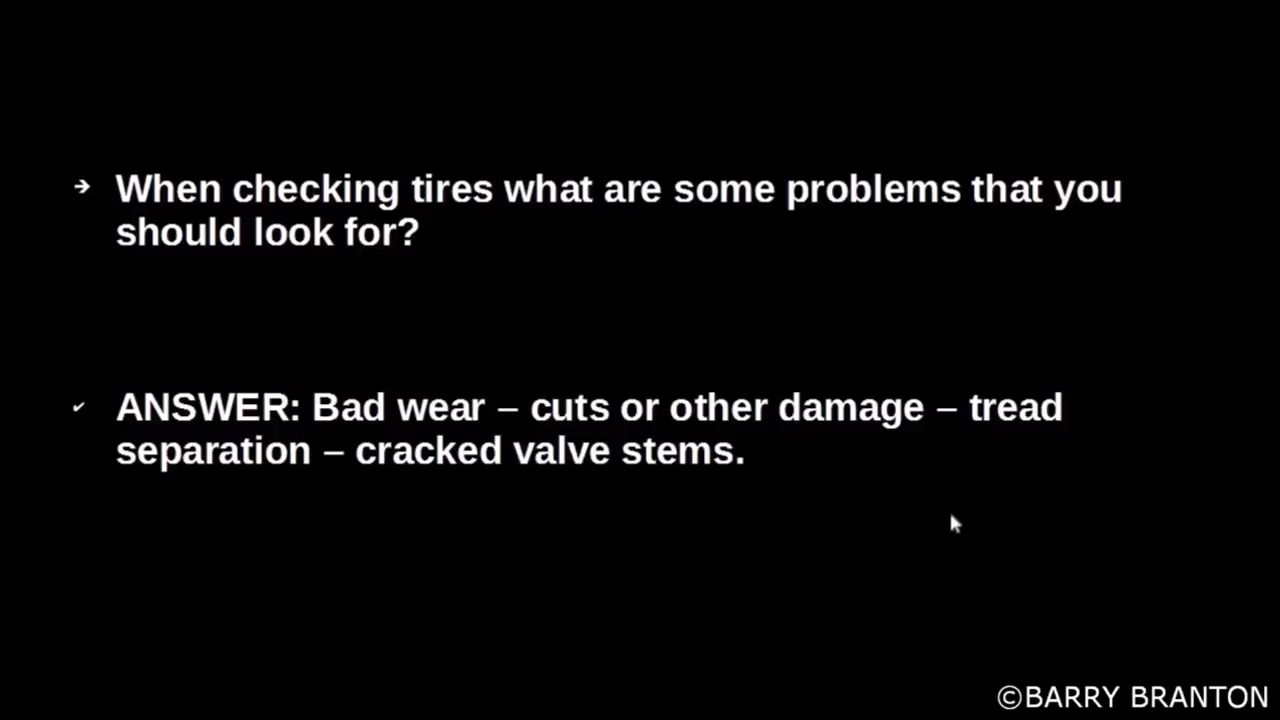 ➔ When checking tires what are some problems that you
should look for?
✔ ANSWER: Bad wear – cuts or other damage – tread
separation – cracked valve stems.
©BARRY BRANTON